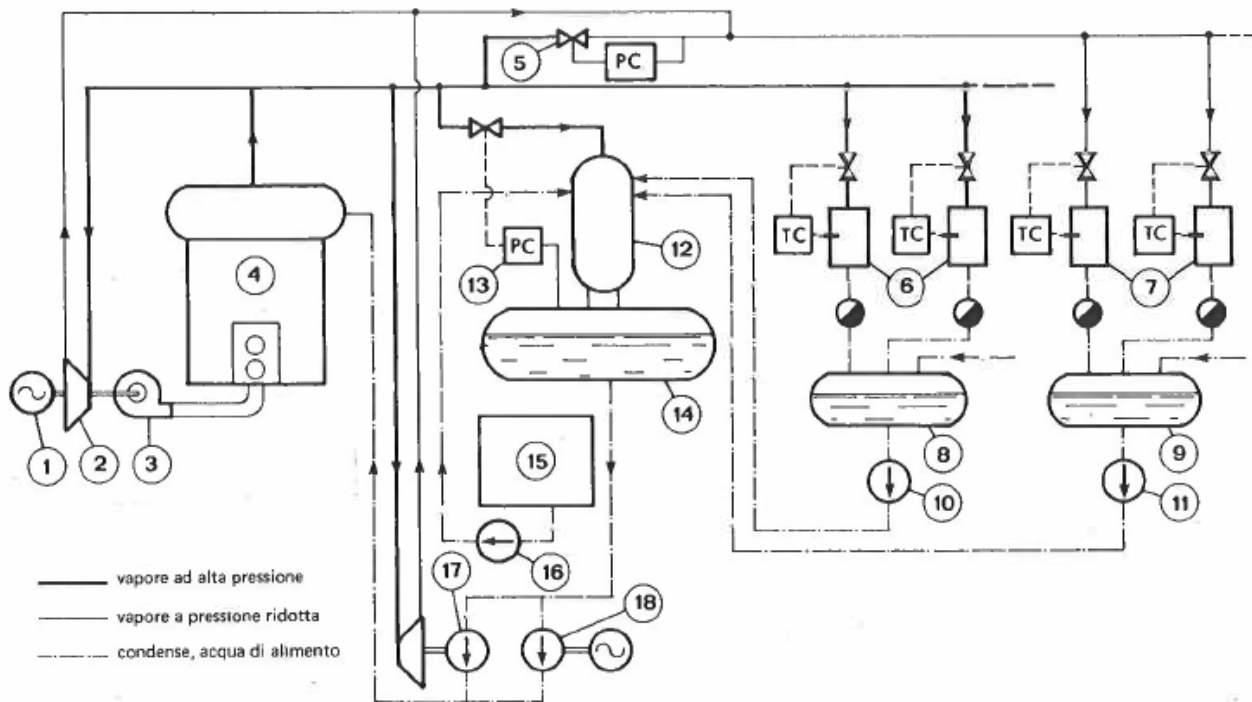 5
PC
4
12
TC
TC
TC
TC
13
PC
6
7
14
1
2
3
15
8
9
10
11
16
17
18
vapore ad alta pressione
vapore a pressione ridotta
condense, acqua di alimento